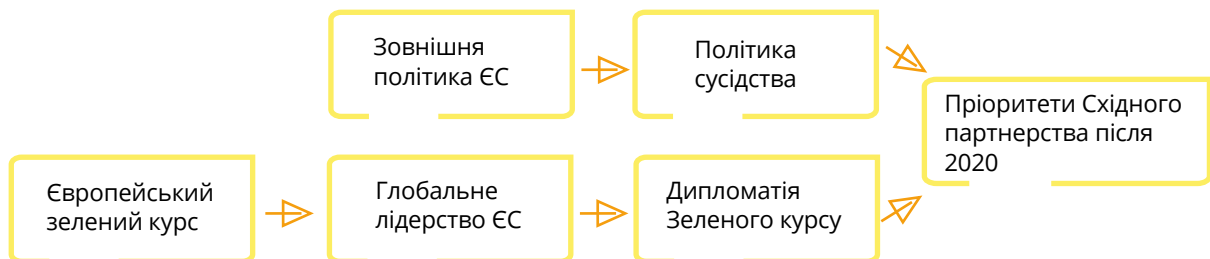 Зовнішня
політика ЄС
Політика
сусідства
Пріоритети Східного
партнерства після
2020
Європейський
зелений курс
Глобальне
лідерство ЄС
Дипломатія
Зеленого курсу